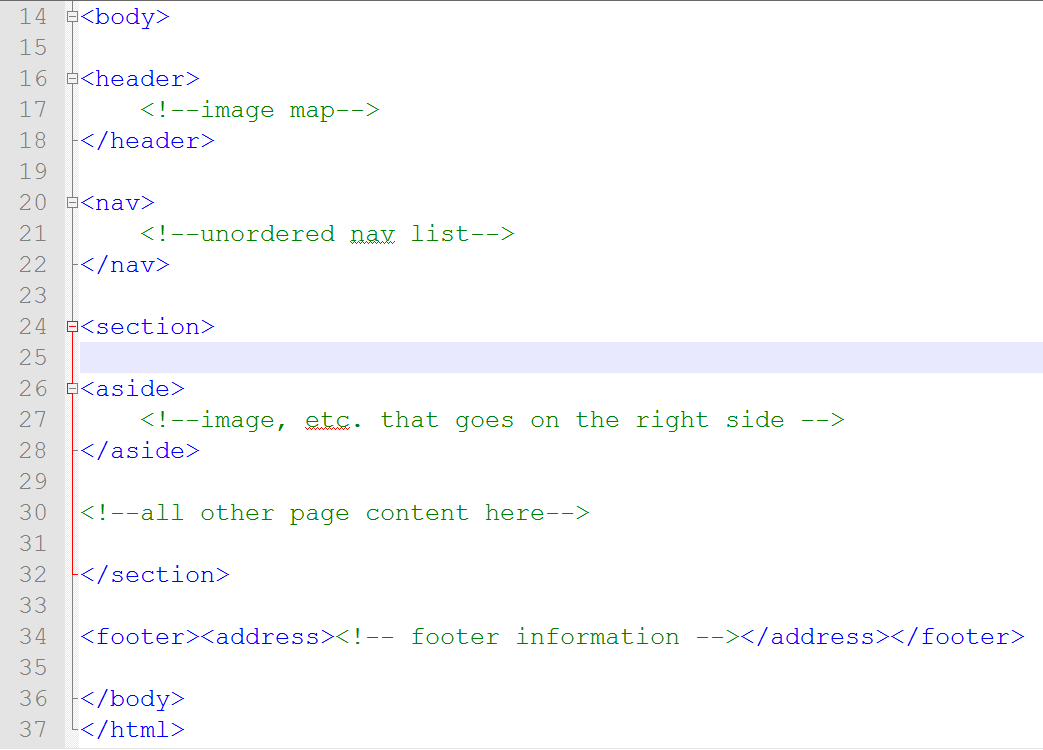 14 <body>
15
16 <header>
17 <!--image map-->
18 </header>
19
20 <nav>
21 <!--unordered nav list-->
22 </nav>
23
24 <section>
25
26 <aside>
27 <!--image, etc. that goes on the right side -->
28 </aside>
29
30 <!--all other page content here-->
31
32 </section>
33
34 <footer><address><!-- footer information --></address></footer>
35
36 </body>
37 </html>